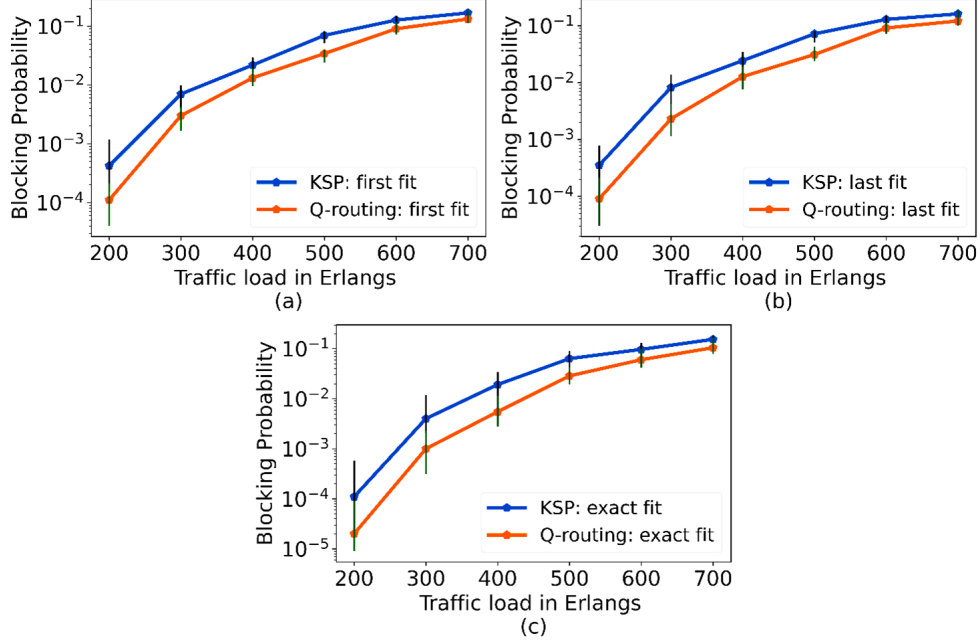 Blocking Probability
10⁻¹
10⁻²
10⁻³
10⁻⁴
KSP: first fit
Q-routing: first fit
200 300 400 500 600 700
Traffic load in Erlangs
(a)
Blocking Probability
10⁻¹
10⁻²
10⁻³
10⁻⁴
KSP: last fit
Q-routing: last fit
200 300 400 500 600 700
Traffic load in Erlangs
(b)
Blocking Probability
10⁻¹
10⁻²
10⁻³
10⁻⁴
10⁻⁵
KSP: exact fit
Q-routing: exact fit
200 300 400 500 600 700
Traffic load in Erlangs
(c)